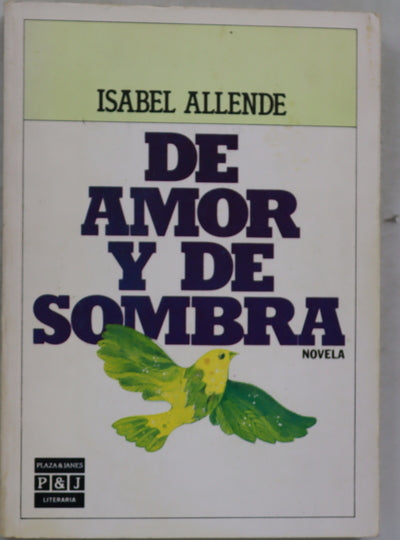 ISABEL ALLENDE
DE
AMOR
Y DE
SOMBRA
NOVELA
PLAZA & JANES
P & J
LITERARIA